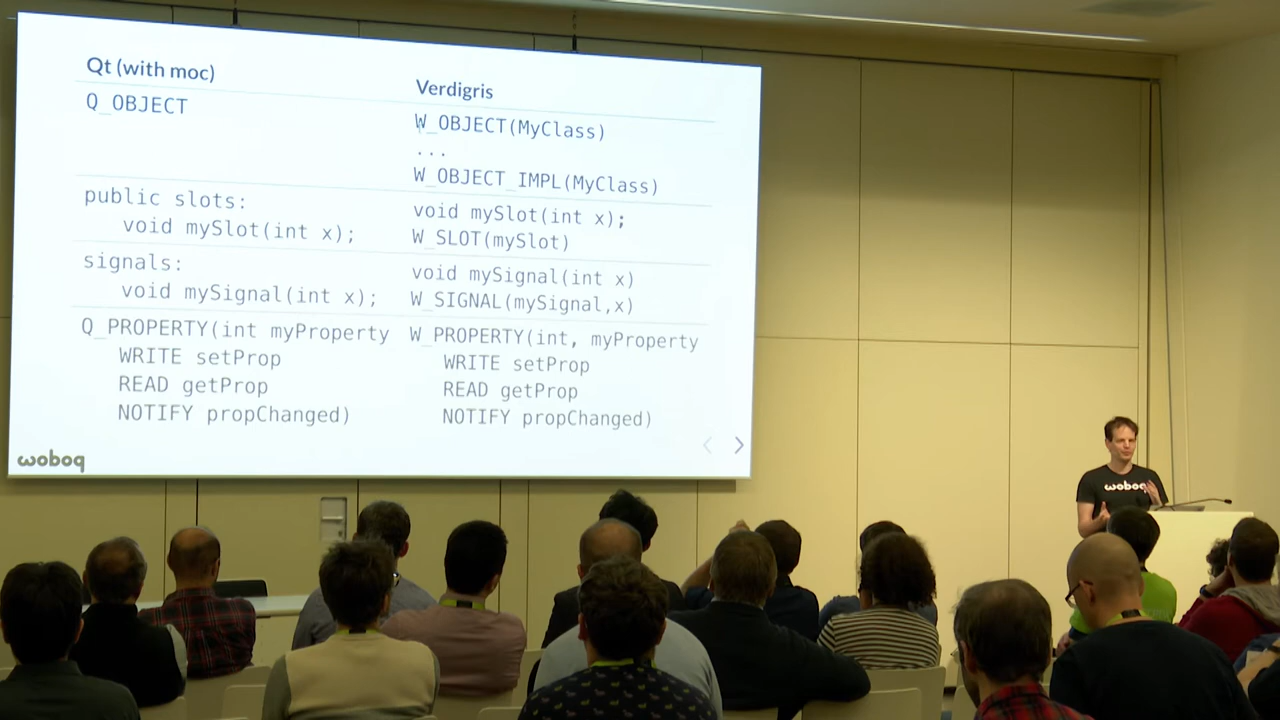 Qt (with moc)
Verdigris
Q_OBJECT
W_OBJECT(MyClass)
...
W_OBJECT_IMPL(MyClass)
public slots:
void mySlot(int x);
void mySlot(int x);
W_SLOT(mySlot)
signals:
void mySignal(int x);
void mySignal(int x)
W_SIGNAL(mySignal,x)
Q_PROPERTY(int myProperty
WRITE setProp
READ getProp
NOTIFY propChanged)
W_PROPERTY(int, myProperty
WRITE setProp
READ getProp
NOTIFY propChanged)
woboq
woboq